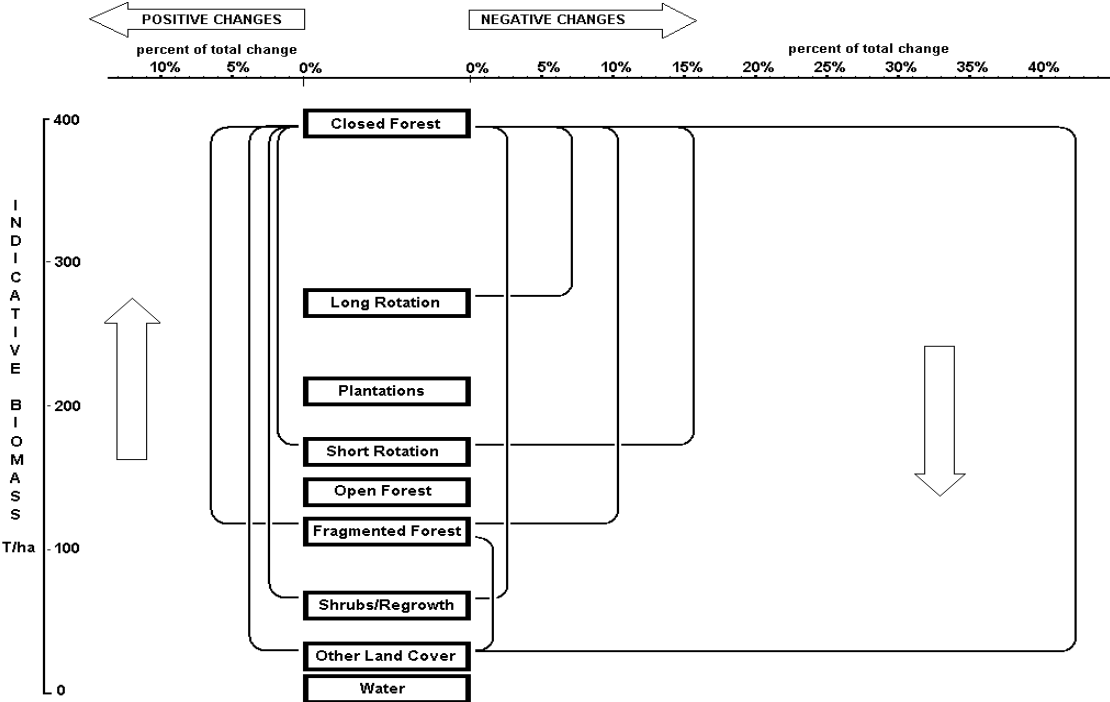 POSITIVE CHANGES NEGATIVE CHANGES
percent of total change percent of total change
10% 5% 0% 0% 5% 10% 15% 20% 25% 30% 35% 40%
400
Closed Forest
300
Long Rotation
Plantations
200
Short Rotation
Open Forest
Fragmented Forest
100
Shrubs/Regrowth
Other Land Cover
Water
0
INDICATIVE BIOMASS
T/ha